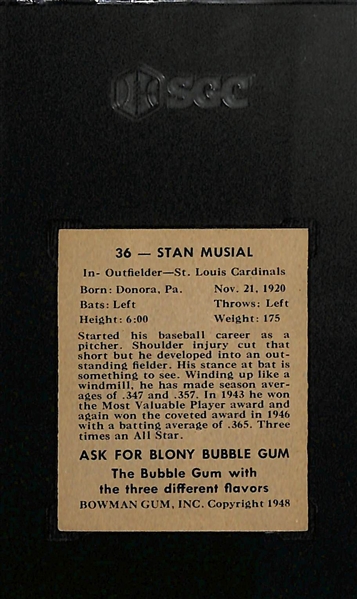 SGC
36 — STAN MUSIAL
In- Outfielder—St. Louis Cardinals
Born: Donora, Pa. Nov. 21, 1920
Bats: Left Throws: Left
Height: 6:00 Weight: 175
Started his baseball career as a
pitcher. Shoulder injury cut that
short but he developed into an out-
standing fielder. His stance at bat is
something to see. Winding up like a
windmill, he has made season aver-
ages of .347 and .357. In 1943 he won
the Most Valuable Player award and
again won the coveted award in 1946
with a batting average of .365. Three
times an All Star.
ASK FOR BLONY BUBBLE GUM
The Bubble Gum with
the three different flavors
BOWMAN GUM, INC. Copyright 1948